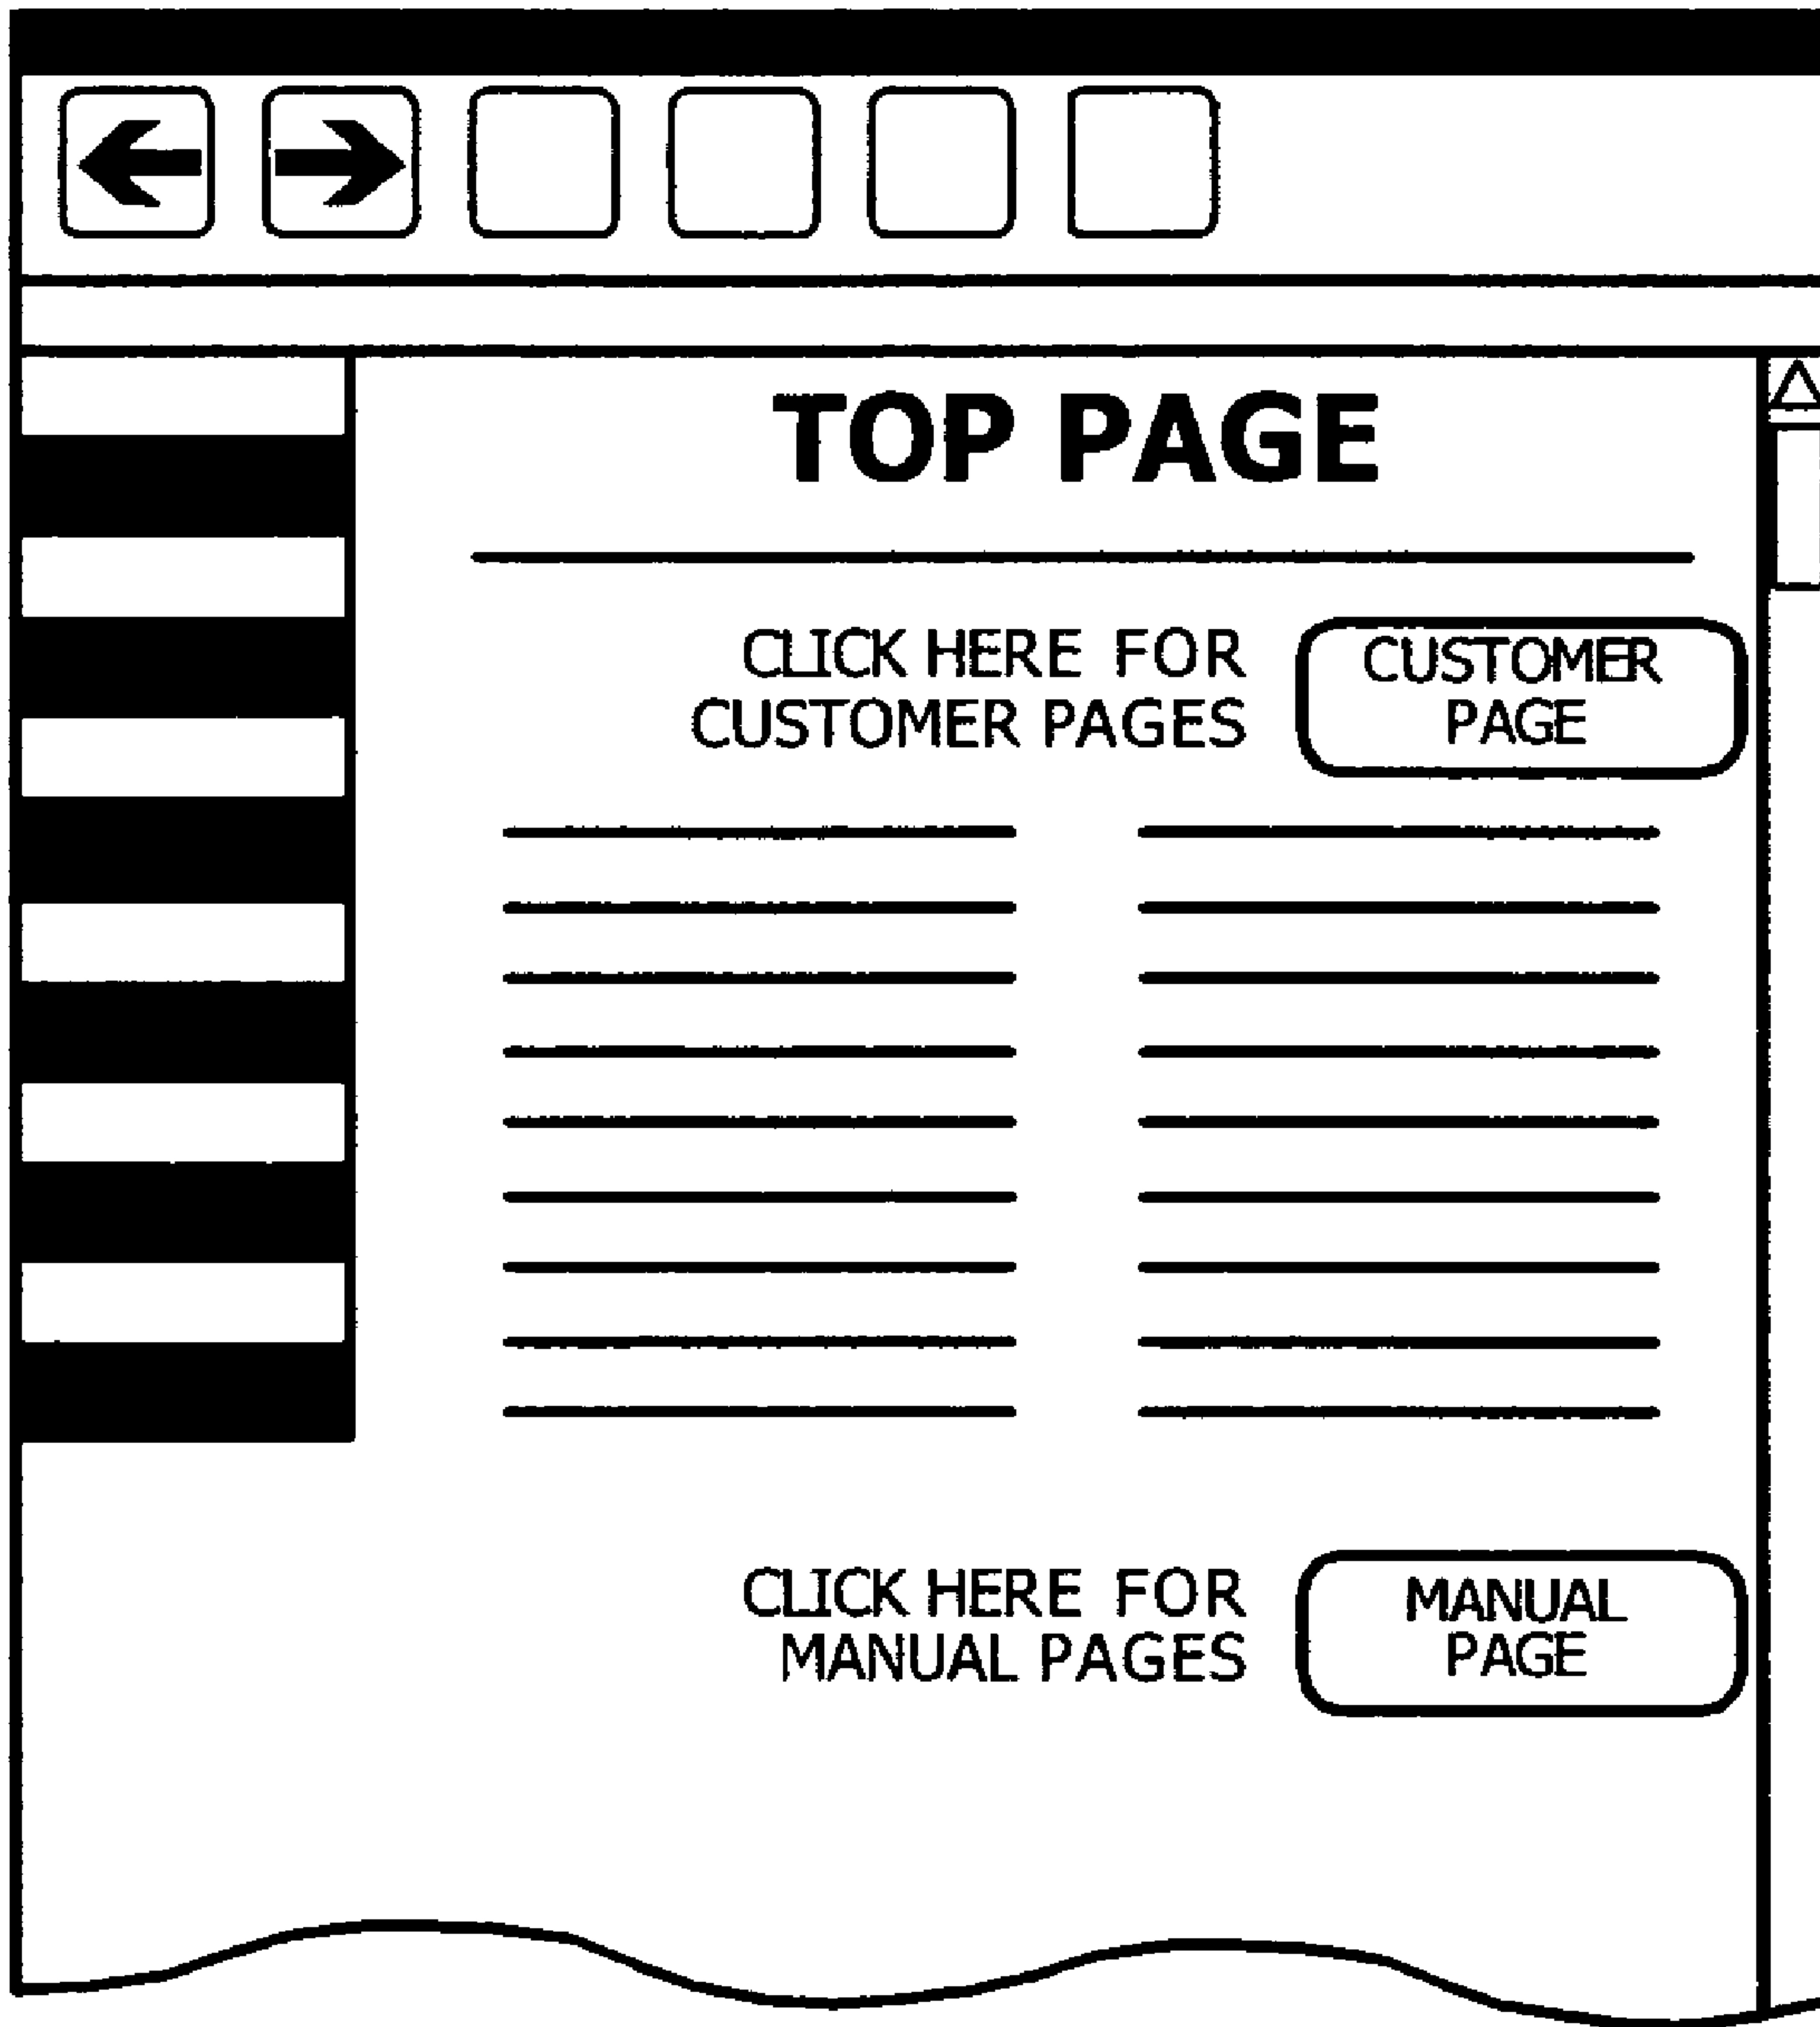 TOP PAGE
CLICK HERE FOR
CUSTOMER PAGES
CUSTOMER
PAGE
CLICK HERE FOR
MANUAL PAGES
MANUAL
PAGE